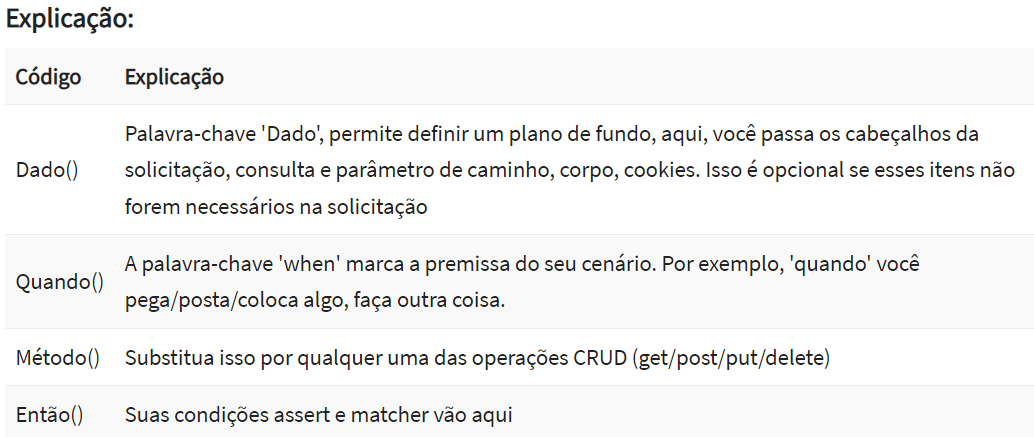 Explicação:
Código Explicação
Dado() Palavra-chave 'Dado', permite definir um plano de fundo, aqui, você passa os cabeçalhos da
solicitação, consulta e parâmetro de caminho, corpo, cookies. Isso é opcional se esses itens não
forem necessários na solicitação
Quando() A palavra-chave 'when' marca a premissa do seu cenário. Por exemplo, 'quando' você
pega/posta/coloca algo, faça outra coisa.
Método() Substitua isso por qualquer uma das operações CRUD (get/post/put/delete)
Então() Suas condições assert e matcher vão aqui